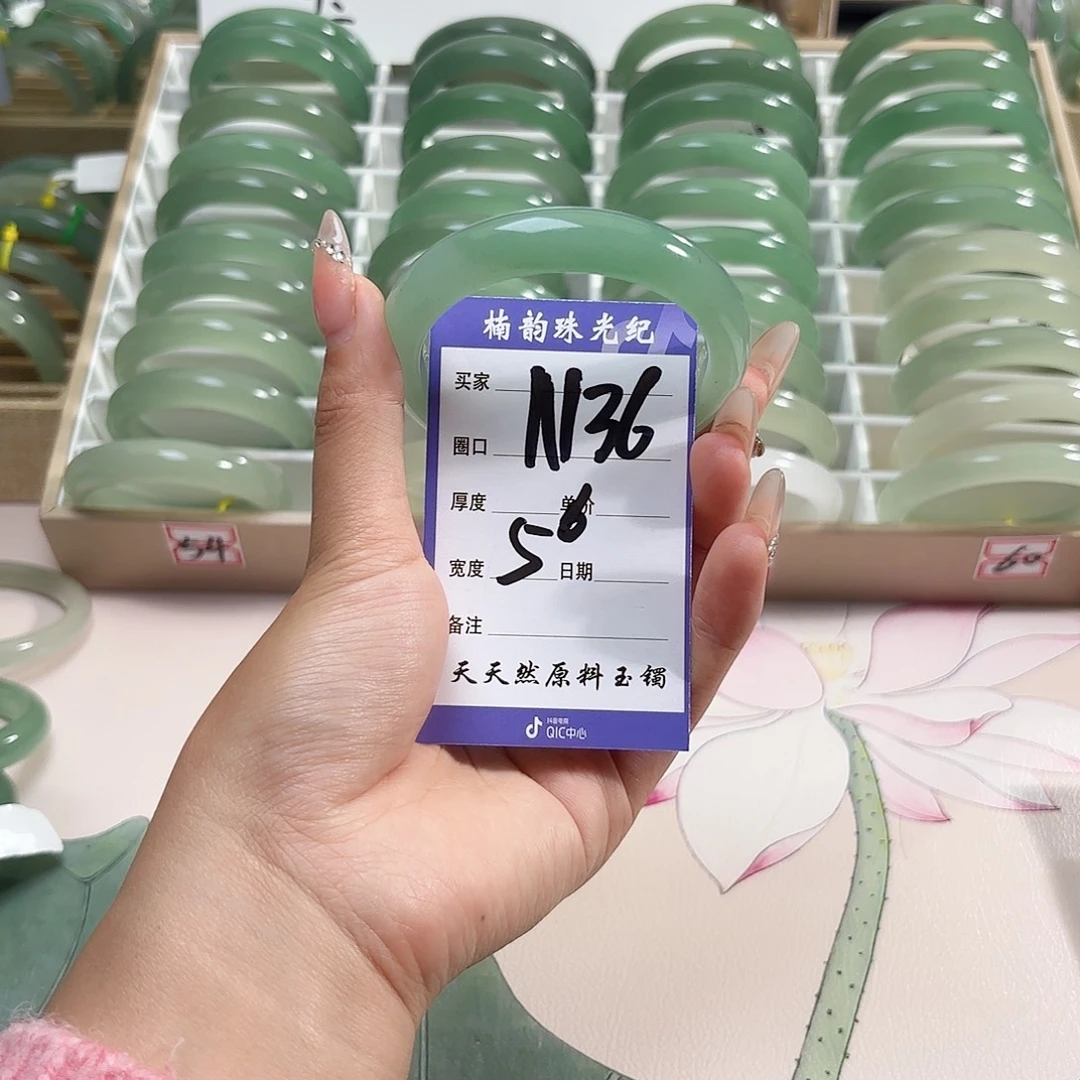 楠韵珠光纪
买家
N36
圈口
厚度 单价
56
宽度 日期
备注
天天然原料玉镯
抖音电商
QIC中心
54
60